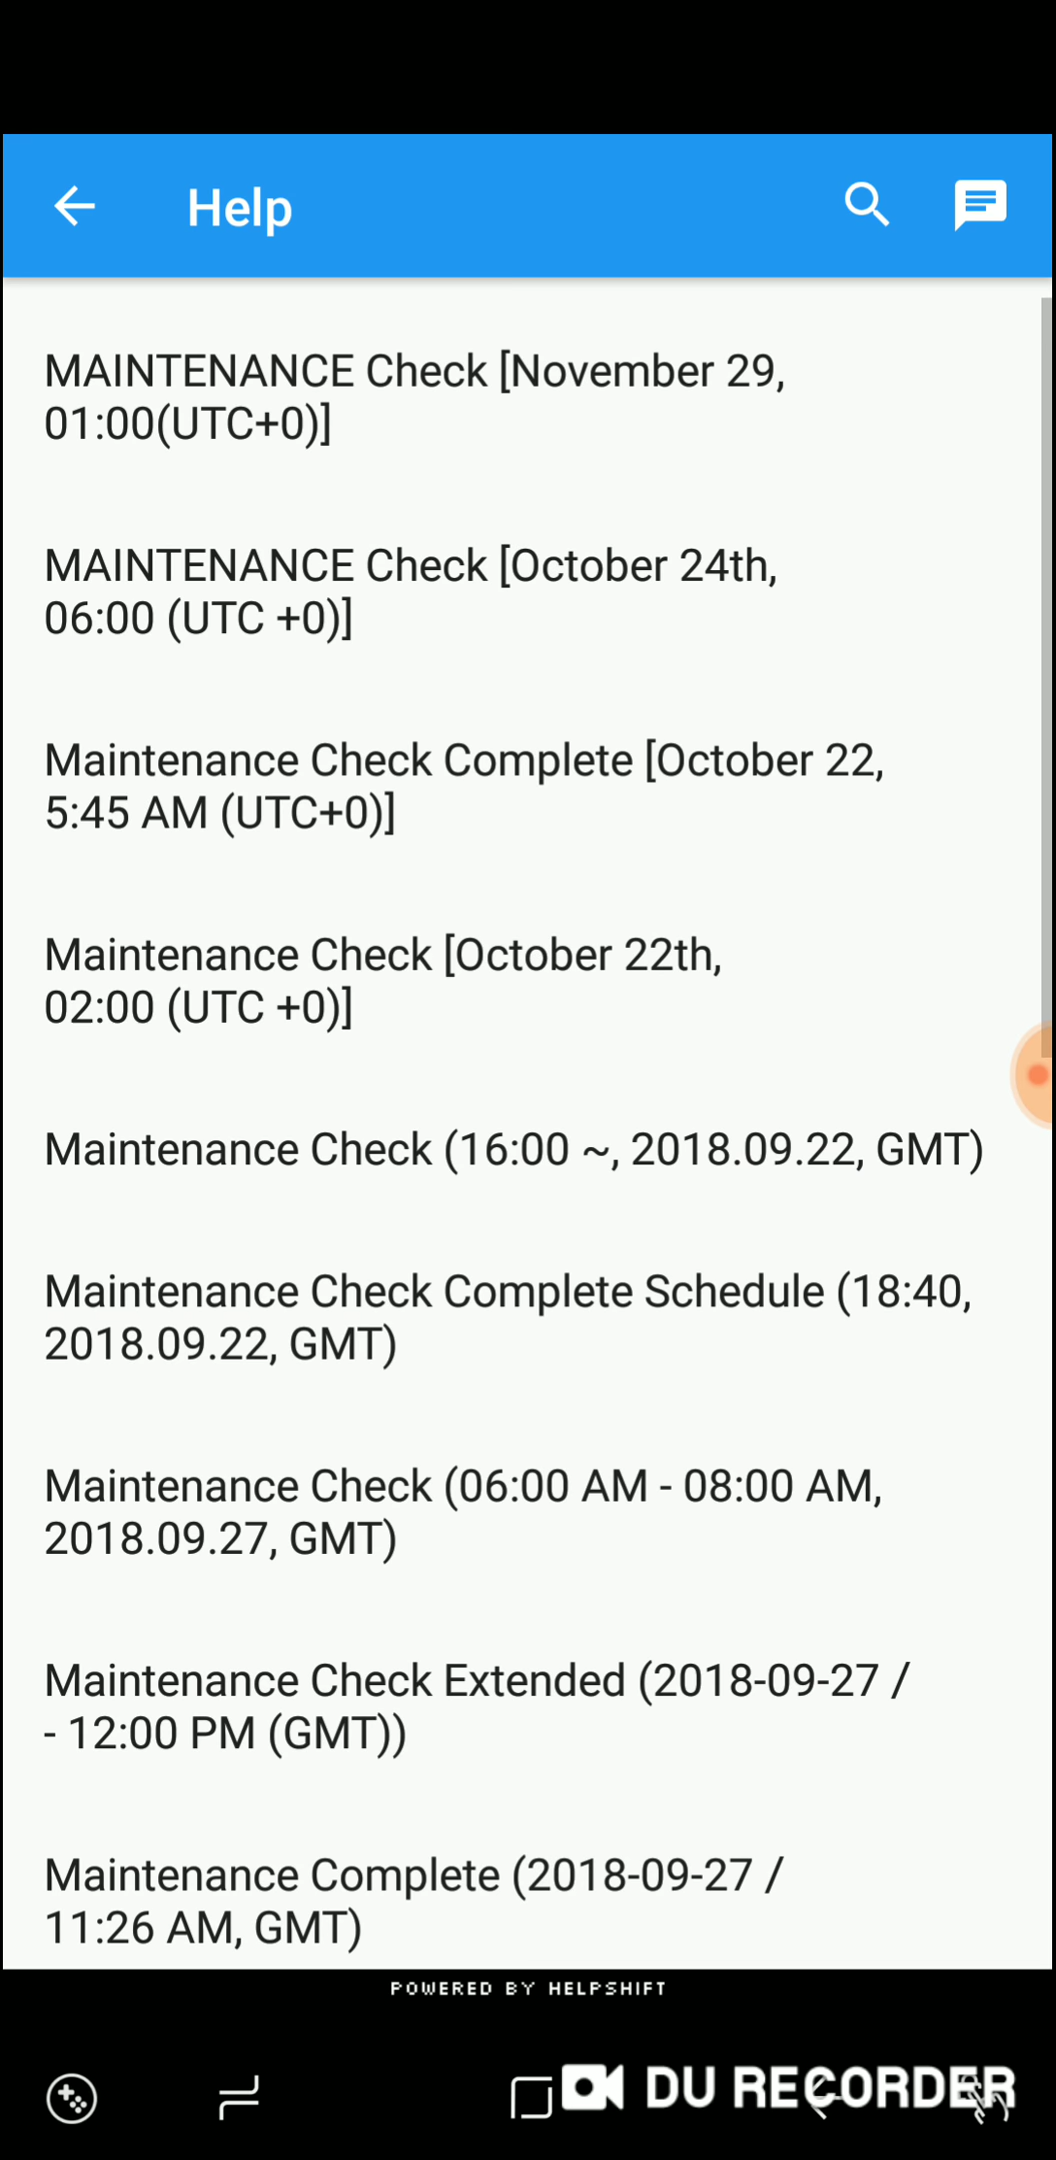 Help
MAINTENANCE Check [November 29,
01:00(UTC+0)]
MAINTENANCE Check [October 24th,
06:00 (UTC +0)]
Maintenance Check Complete [October 22,
5:45 AM (UTC+0)]
Maintenance Check [October 22th,
02:00 (UTC +0)]
Maintenance Check (16:00 ~, 2018.09.22, GMT)
Maintenance Check Complete Schedule (18:40,
2018.09.22, GMT)
Maintenance Check (06:00 AM - 08:00 AM,
2018.09.27, GMT)
Maintenance Check Extended (2018-09-27 /
- 12:00 PM (GMT))
Maintenance Complete (2018-09-27 /
11:26 AM, GMT)
POWERED BY HELPSHIFT
DU RECORDER